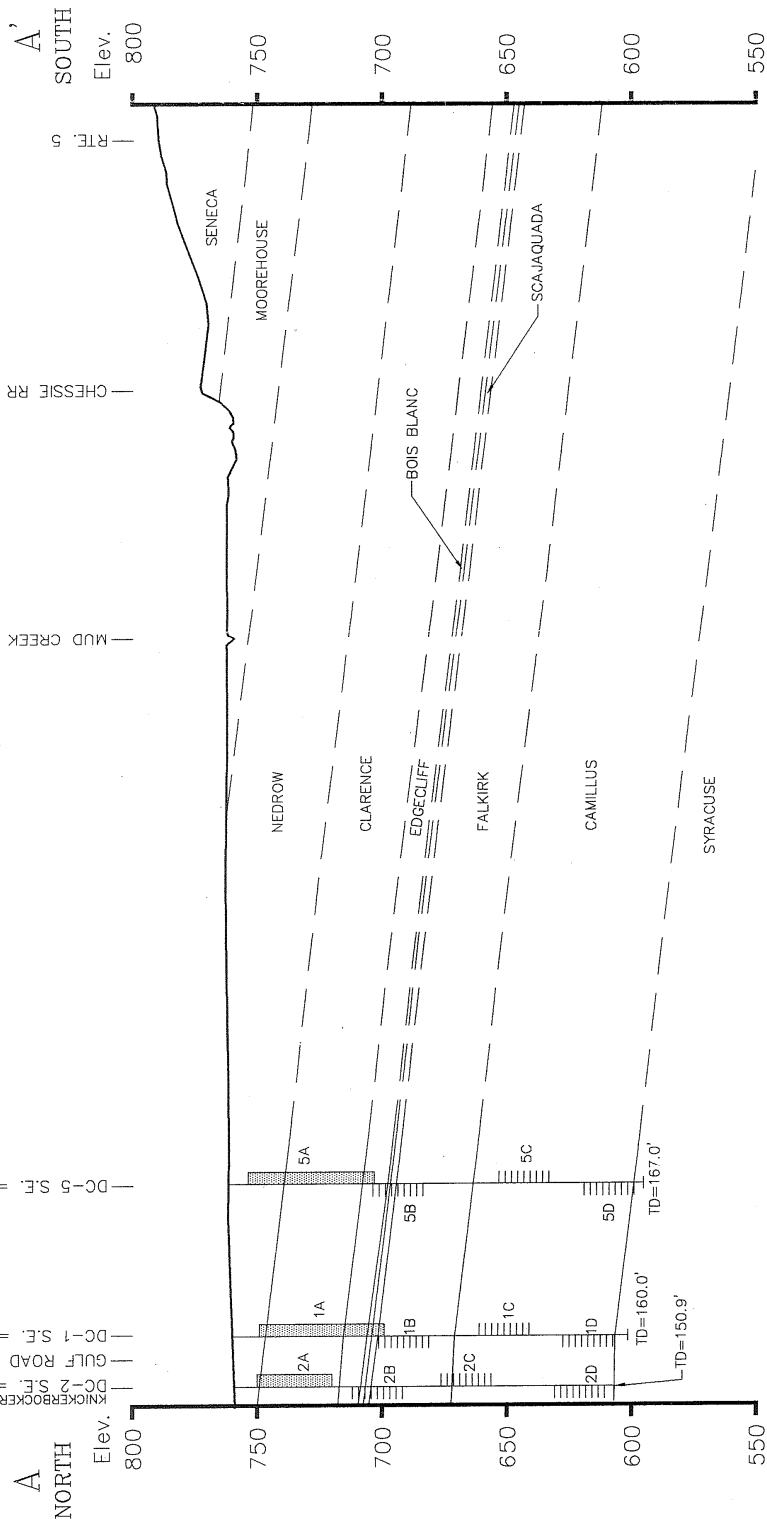 A
NORTH
Elev.
800
750
700
650
600
550
A'
SOUTH
Elev.
800
750
700
650
600
550
KNICKERBOCKER
DC-2 S.E. =
GULF ROAD
DC-1 S.E. =
DC-5 S.E. =
MUD CREEK
CHESSIE RR
RTE. 5
SENECA
MOOREHOUSE
NEDROW
CLARENCE
EDGECLIFF
BOIS BLANC
SCAJAQUADA
FALKIRK
CAMILLUS
SYRACUSE
2A
2B
2C
2D
TD=150.9'
1A
1B
1C
1D
TD=160.0'
5A
5B
5C
5D
TD=167.0'